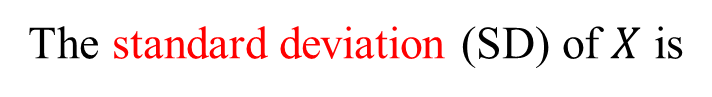 The standard deviation (SD) of X is